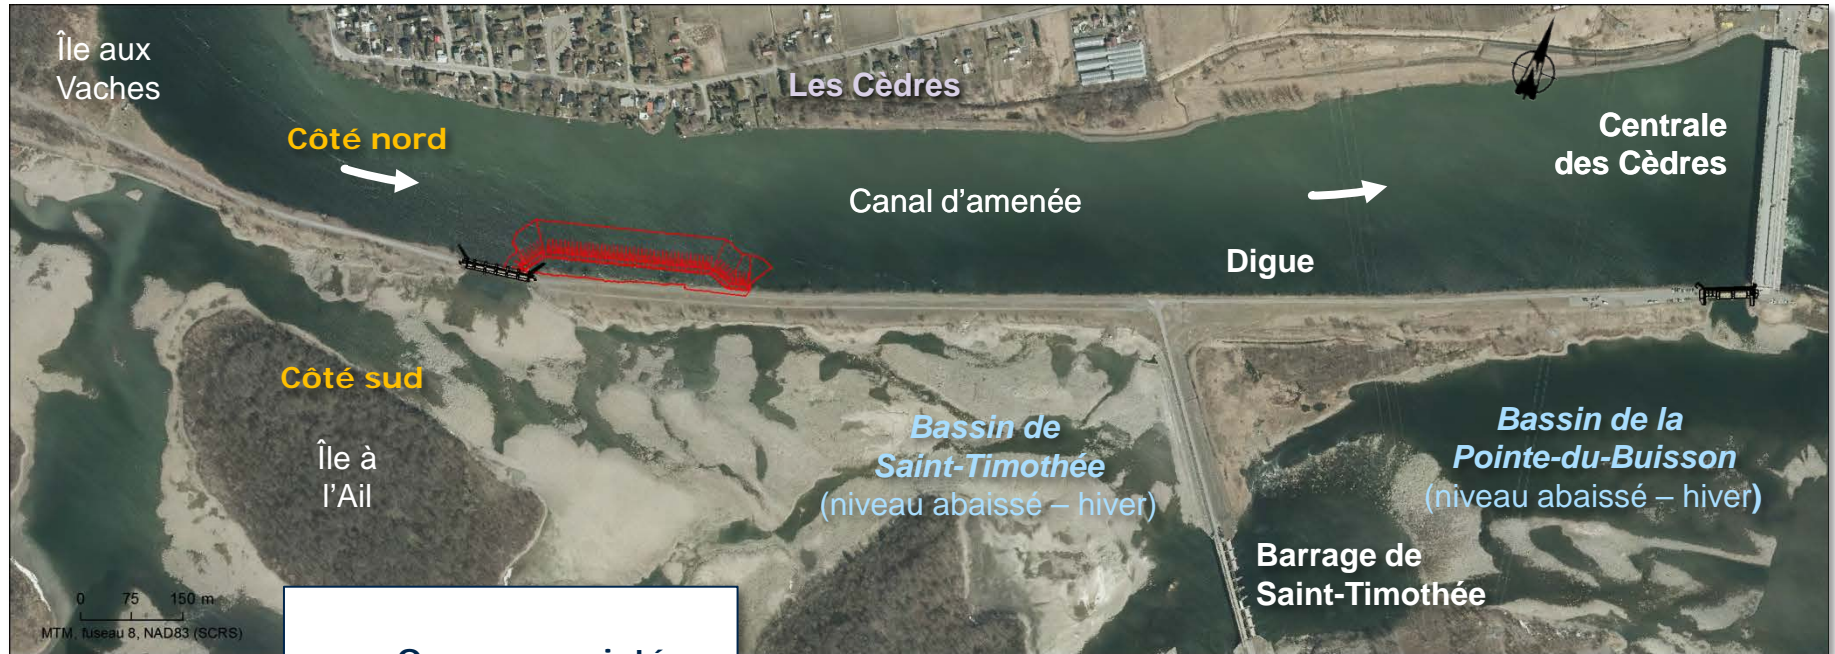 Île aux
Vaches
Les Cèdres
Côté nord
Centrale
des Cèdres
Canal d'amenée
Digue
Côté sud
Île à
l'Ail
Bassin de
Saint-Timothée
(niveau abaissé – hiver)
Bassin de la
Pointe-du-Buisson
(niveau abaissé – hiver)
Barrage de
Saint-Timothée
0 75 150 m
MTM, fuseau 8, NAD83 (SCRS)